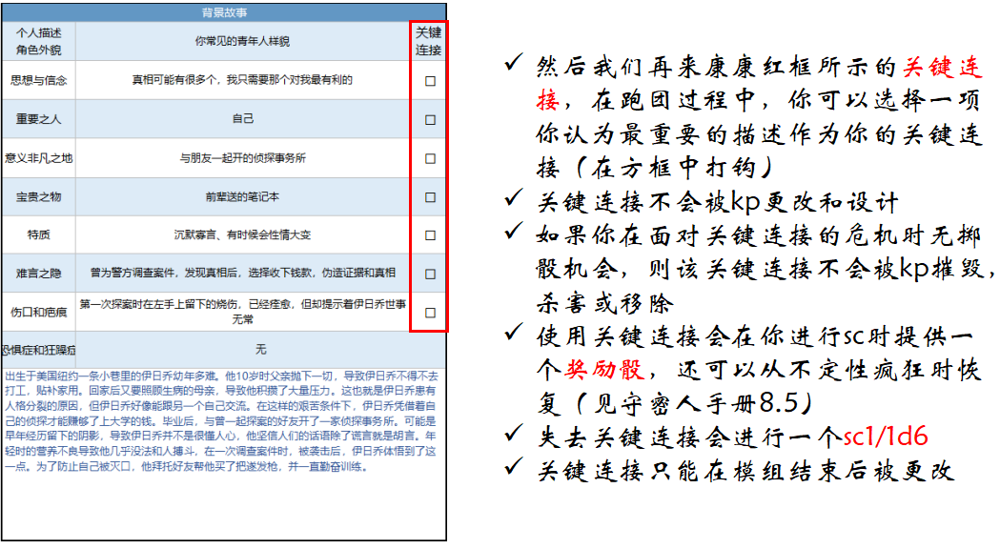 背景故事
个人描述
角色外貌
你常见的青年人样貌
关键
连接
思想与信念
真相可能有很多个，我只需要那个对我最有利的
重要之人
自己
意义非凡之地
与朋友一起开的侦探事务所
宝贵之物
前辈送的笔记本
特质
沉默寡言、有时候会性情大变
难言之隐
曾为警方调查案件，发现真相后，选择收下钱款，伪造证据和真相
伤口和疤痕
第一次探案时在左手上留下的烧伤，已经痊愈，但却提示着伊日乔世事
无常
恐惧症和狂躁症
无
出生于美国纽约一条小巷里的伊日乔幼年多难。他10岁时父亲抛下一切，导致伊日乔不得不去
打工，贴补家用。回家后又要照顾生病的母亲，导致他积攒了大量压力。这也就是伊日乔患有
人格分裂的原因，但伊日乔好像能跟另一个自己交流。在这样的艰苦条件下，伊日乔凭借着自
己的侦探才能赚够了上大学的钱。毕业后，与曾一起探案的好友开了一家侦探事务所。可能是
早年经历留下的阴影，导致伊日乔并不是很懂人心，他坚信人们的话语除了谎言就是胡言。年
轻时的营养不良导致他几乎没法和人搏斗，在一次调查案件时，被袭击后，伊日乔体悟到了这
一点。为了防止自己被灭口，他拜托好友帮他买了把遂发枪，并一直勤奋训练。
✓ 然后我们再来康康红框所示的关键连
接，在跑团过程中，你可以选择一项
你认为最重要的描述作为你的关键连
接（在方框中打钩）
✓ 关键连接不会被kp更改和设计
✓ 如果你在面对关键连接的危机时无掷
骰机会，则该关键连接不会被kp摧毁，
杀害或移除
✓ 使用关键连接会在你进行sc时提供一
个奖励骰，还可以从不定性疯狂时恢
复（见守密人手册8.5）
✓ 失去关键连接会进行一个sc1/1d6
✓ 关键连接只能在模组结束后被更改